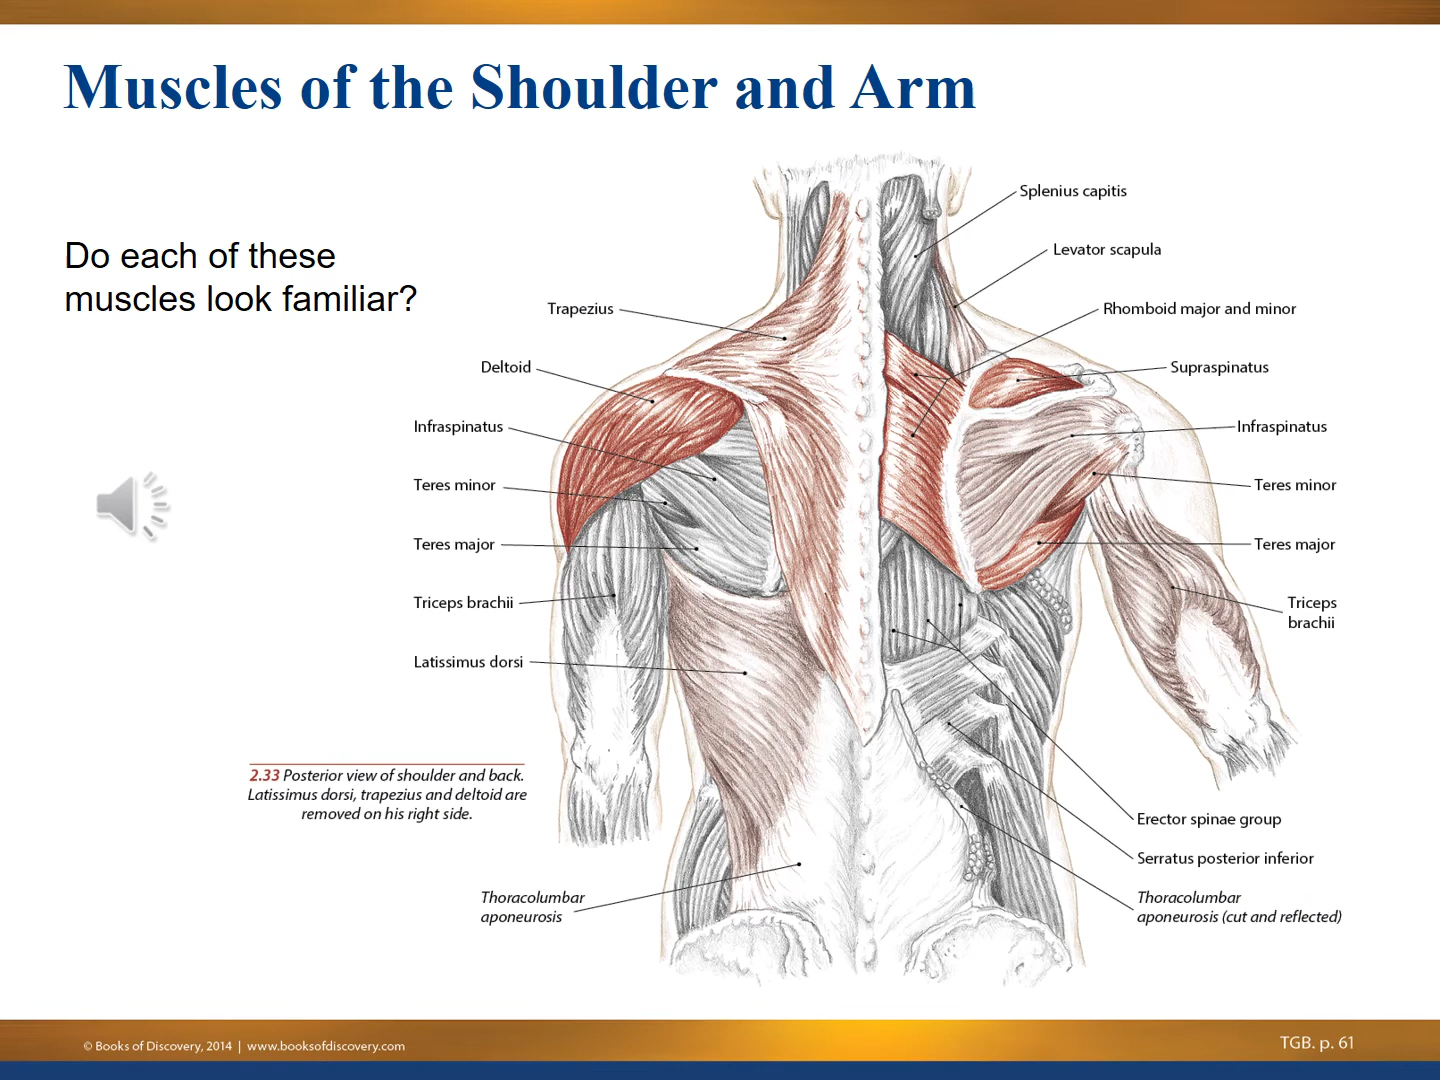 Muscles of the Shoulder and Arm
Do each of these
muscles look familiar?
Trapezius
Deltoid
Infraspinatus
Teres minor
Teres major
Triceps brachii
Latissimus dorsi
2.33 Posterior view of shoulder and back.
Latissimus dorsi, trapezius and deltoid are
removed on his right side.
Thoracolumbar
aponeurosis
Splenius capitis
Levator scapula
Rhomboid major and minor
Supraspinatus
Infraspinatus
Teres minor
Teres major
Triceps
brachii
Erector spinae group
Serratus posterior inferior
Thoracolumbar
aponeurosis (cut and reflected)
© Books of Discovery, 2014 | www.booksofdiscovery.com
TGB. p. 61